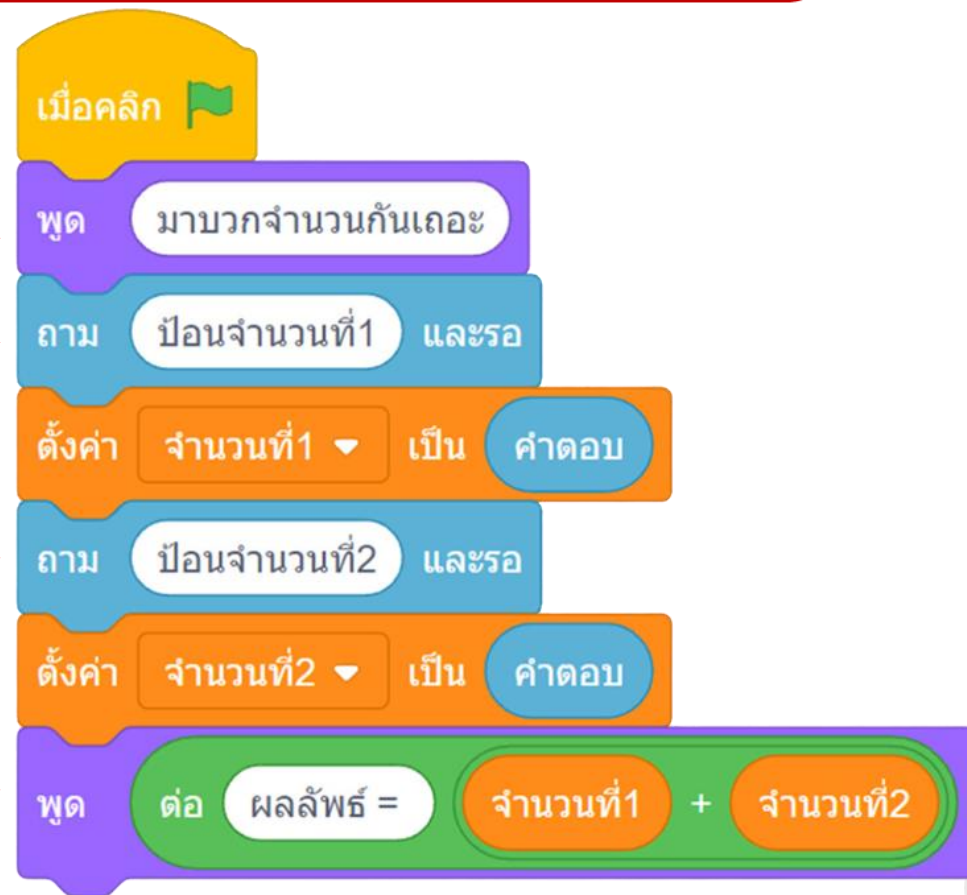 เมื่อคลิก
พูด มาบวกจำนวนกันเถอะ
ถาม ป้อนจำนวนที่1 และรอ
ตั้งค่า จำนวนที่1 เป็น คำตอบ
ถาม ป้อนจำนวนที่2 และรอ
ตั้งค่า จำนวนที่2 เป็น คำตอบ
พูด ต่อ ผลลัพธ์ = จำนวนที่1 + จำนวนที่2